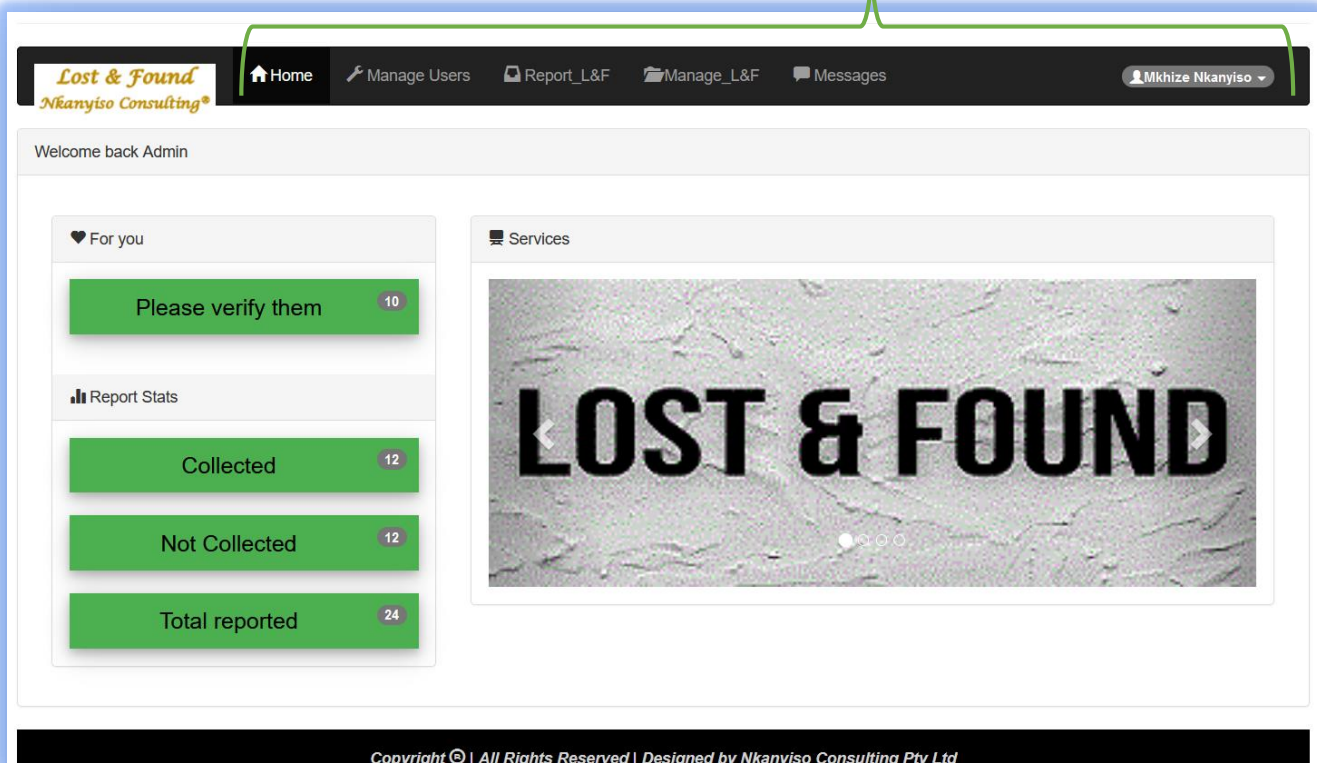 Lost & Found
Nkanyiso Consulting®
Home Manage Users Report_L&F Manage_L&F Messages Mkhize Nkanyiso
Welcome back Admin
For you
Please verify them 10
Report Stats
Collected 12
Not Collected 12
Total reported 24
Services
LOST & FOUND
Copyright ® | All Rights Reserved | Designed by Nkanyiso Consulting Pty Ltd